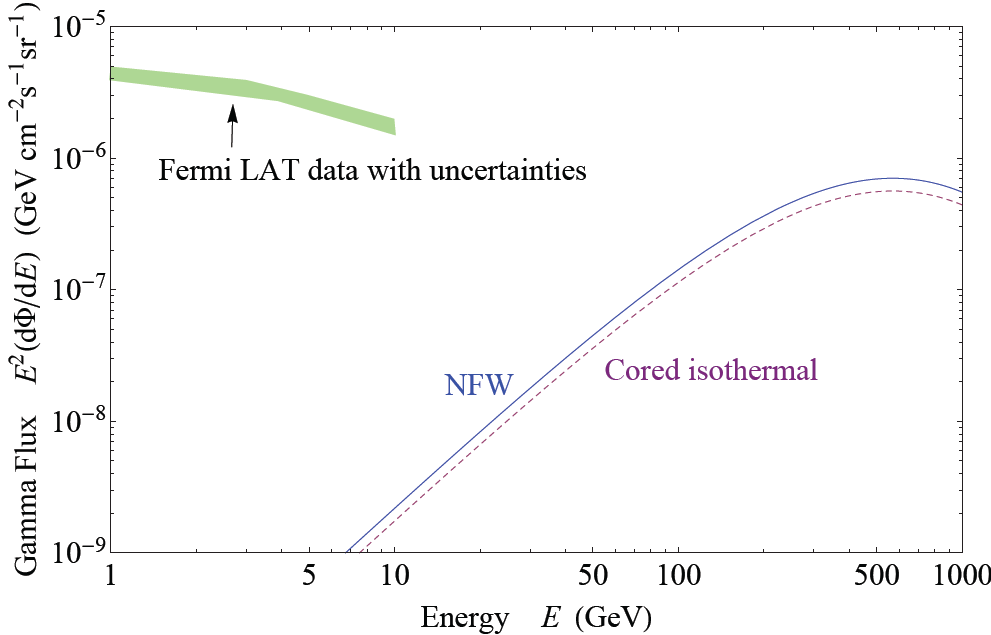 Gamma Flux E²(dΦ/dE) (GeV cm⁻²s⁻¹sr⁻¹)
10⁻⁵
10⁻⁶
10⁻⁷
10⁻⁸
10⁻⁹
Fermi LAT data with uncertainties
NFW
Cored isothermal
1 5 10 50 100 500 1000
Energy E (GeV)